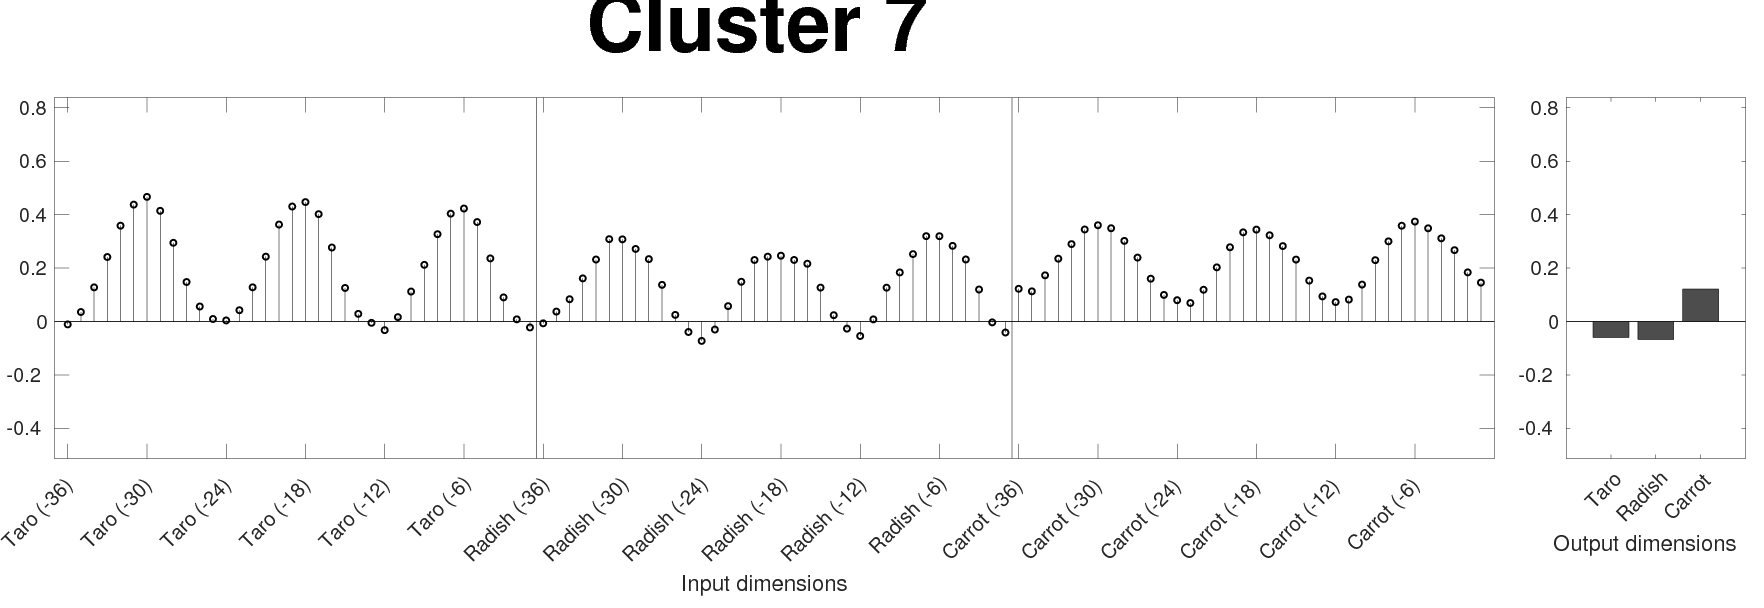 Cluster 7
0.8
0.6
0.4
0.2
0
-0.2
-0.4
Taro (-36)
Taro (-30)
Taro (-24)
Taro (-18)
Taro (-12)
Taro (-6)
Radish (-36)
Radish (-30)
Radish (-24)
Radish (-18)
Radish (-12)
Radish (-6)
Carrot (-36)
Carrot (-30)
Carrot (-24)
Carrot (-18)
Carrot (-12)
Carrot (-6)
Input dimensions
0.8
0.6
0.4
0.2
0
-0.2
-0.4
Taro
Radish
Carrot
Output dimensions